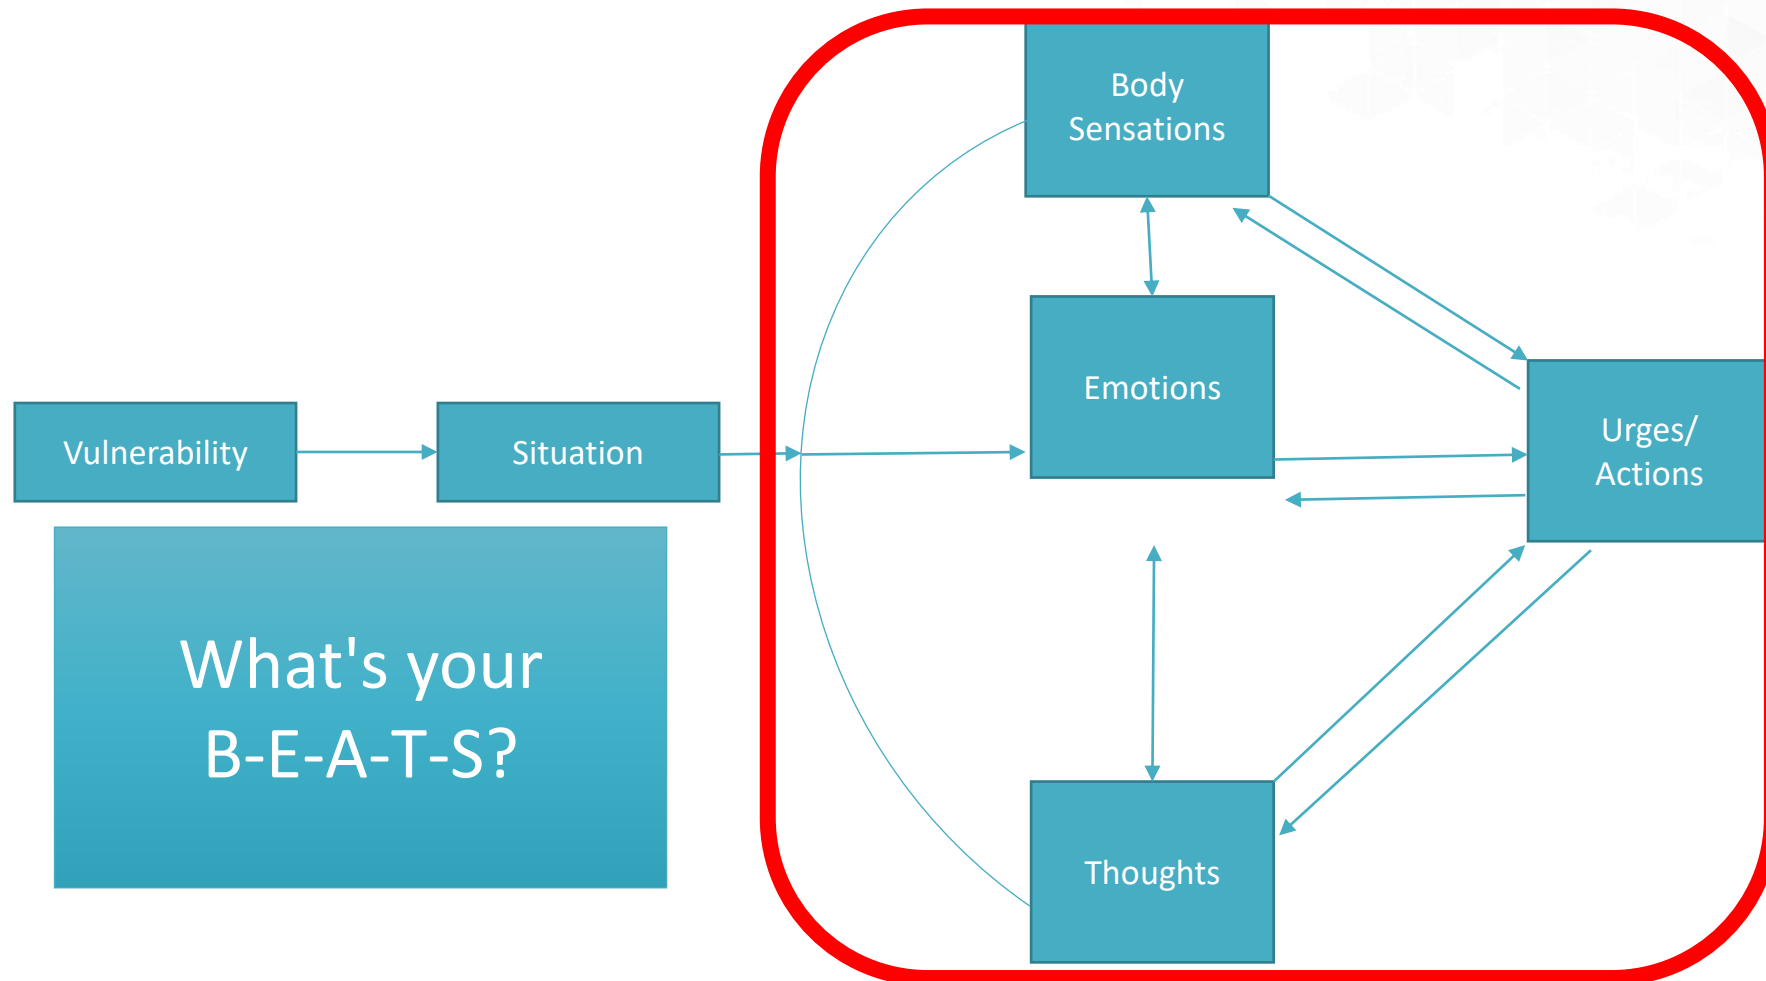 Body
Sensations
Emotions
Urges/
Actions
Vulnerability
Situation
What's your
B-E-A-T-S?
Thoughts